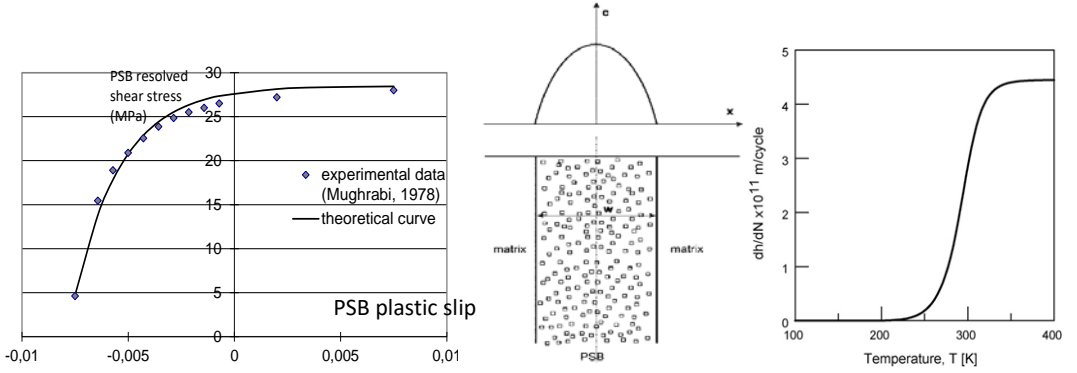 PSB resolved
shear stress
(MPa)
30
25
20
15
10
5
0
experimental data
(Mughrabi, 1978)
theoretical curve
PSB plastic slip
-0,01
-0,005
0
0,005
0,01
c
x
w
matrix
matrix
PSB
dh/dN x10¹¹ m/cycle
5
4
3
2
1
0
100
200
300
400
Temperature, T [K]